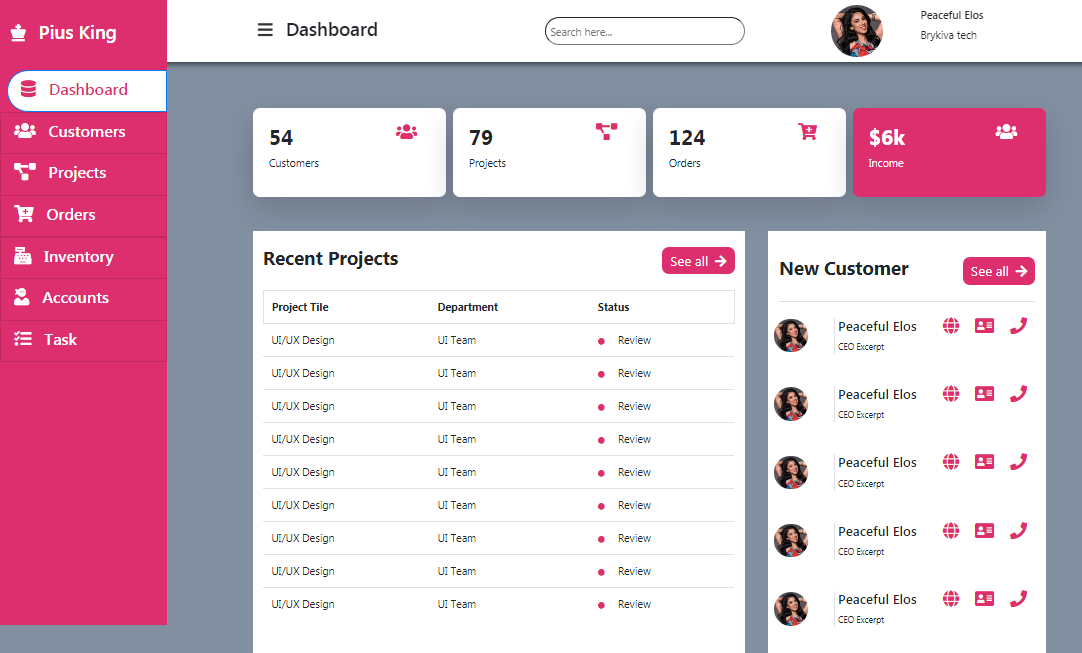 Pius King
Dashboard
Customers
Projects
Orders
Inventory
Accounts
Task
Dashboard
Search here...
Peaceful Elos
Brykiva tech
54
Customers
79
Projects
124
Orders
$6k
Income
Recent Projects
See all
Project Tile Department Status
UI/UX Design UI Team Review
UI/UX Design UI Team Review
UI/UX Design UI Team Review
UI/UX Design UI Team Review
UI/UX Design UI Team Review
UI/UX Design UI Team Review
UI/UX Design UI Team Review
UI/UX Design UI Team Review
UI/UX Design UI Team Review
New Customer
See all
Peaceful Elos
CEO Excerpt
Peaceful Elos
CEO Excerpt
Peaceful Elos
CEO Excerpt
Peaceful Elos
CEO Excerpt
Peaceful Elos
CEO Excerpt